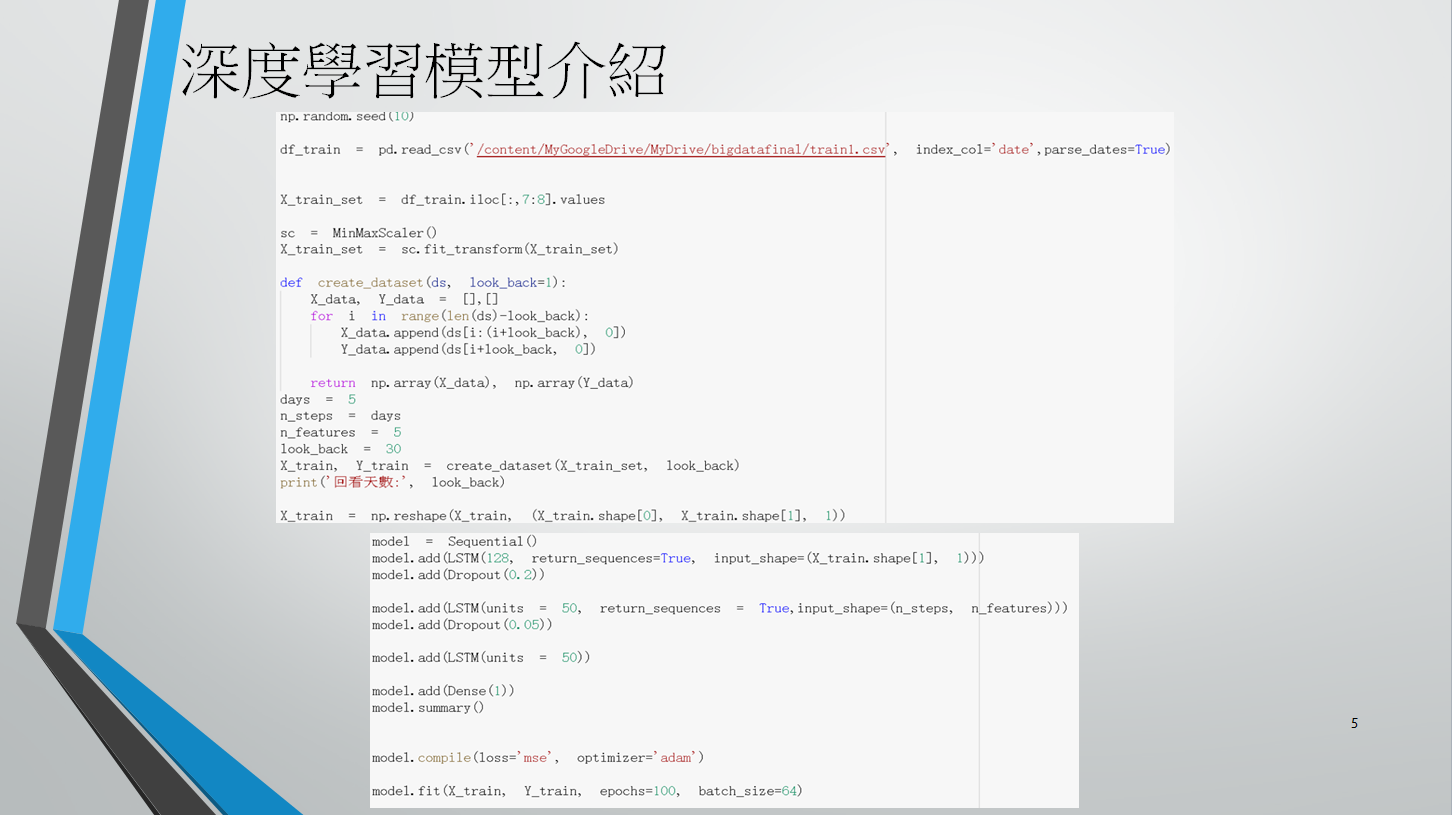 深度學習模型介紹
np.random.seed(10)
df_train = pd.read_csv('/content/MyGoogleDrive/MyDrive/bigdatafinal/train1.csv', index_col='date',parse_dates=True)
X_train_set = df_train.iloc[:,7:8].values
sc = MinMaxScaler()
X_train_set = sc.fit_transform(X_train_set)
def create_dataset(ds, look_back=1):
    X_data, Y_data = [],[]
    for i in range(len(ds)-look_back):
        X_data.append(ds[i:(i+look_back), 0])
        Y_data.append(ds[i+look_back, 0])
    return np.array(X_data), np.array(Y_data)
days = 5
n_steps = days
n_features = 5
look_back = 30
X_train, Y_train = create_dataset(X_train_set, look_back)
print('回看天數:', look_back)
X_train = np.reshape(X_train, (X_train.shape[0], X_train.shape[1], 1))
model = Sequential()
model.add(LSTM(128, return_sequences=True, input_shape=(X_train.shape[1], 1)))
model.add(Dropout(0.2))
model.add(LSTM(units = 50, return_sequences = True,input_shape=(n_steps, n_features)))
model.add(Dropout(0.05))
model.add(LSTM(units = 50))
model.add(Dense(1))
model.summary()
model.compile(loss='mse', optimizer='adam')
model.fit(X_train, Y_train, epochs=100, batch_size=64)
5